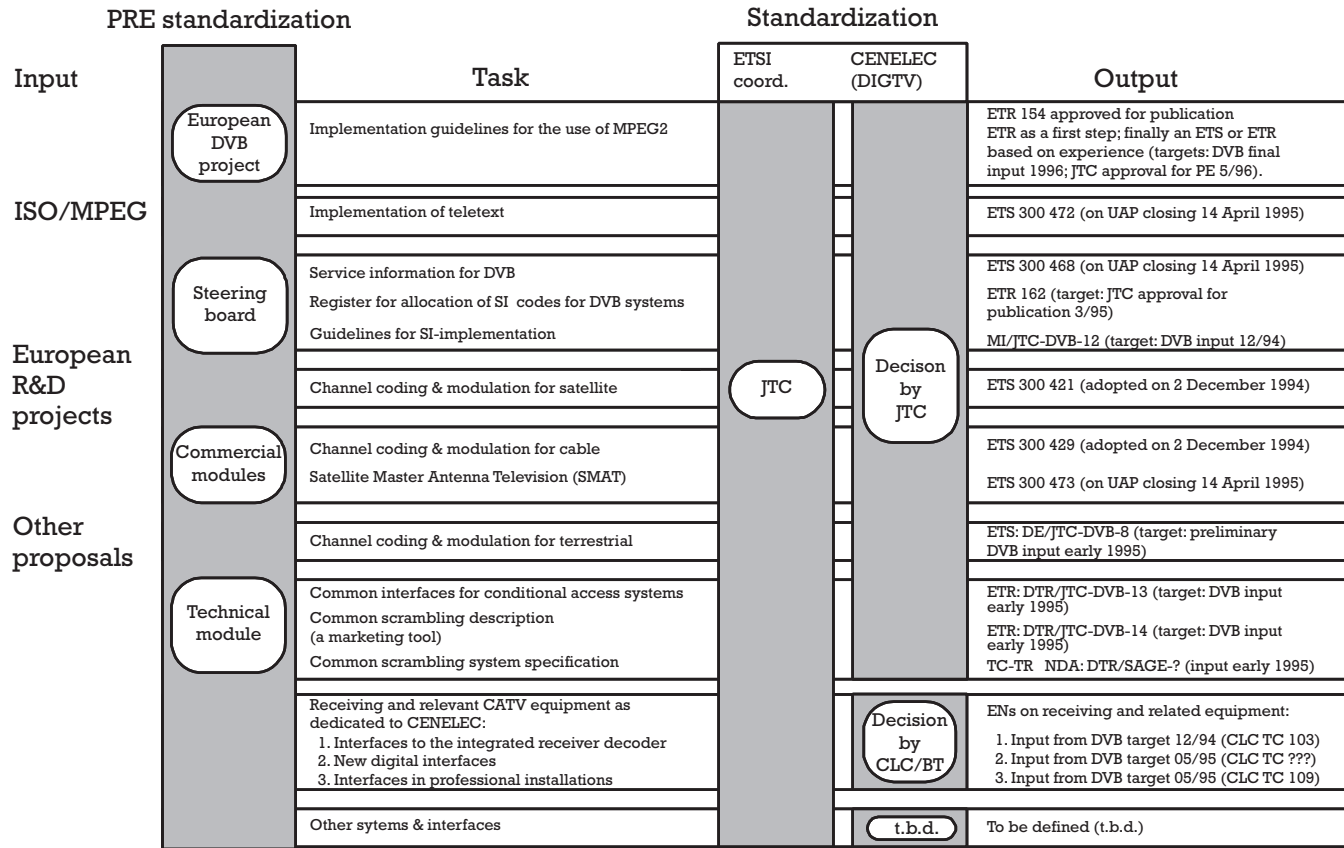 PRE standardization
Standardization
Input
Task
ETSI
coord.
CENELEC
(DIGTV)
Output
European
DVB
project
Implementation guidelines for the use of MPEG2
ETR 154 approved for publication
ETR as a first step; finally an ETS or ETR
based on experience (targets: DVB final
input 1996; JTC approval for PE 5/96).
ISO/MPEG
Implementation of teletext
ETS 300 472 (on UAP closing 14 April 1995)
Steering
board
Service information for DVB
Register for allocation of SI codes for DVB systems
Guidelines for SI-implementation
ETS 300 468 (on UAP closing 14 April 1995)
ETR 162 (target: JTC approval for
publication 3/95)
MI/JTC-DVB-12 (target: DVB input 12/94)
European
R&D
projects
Channel coding & modulation for satellite
JTC
Decison
by
JTC
ETS 300 421 (adopted on 2 December 1994)
Commercial
modules
Channel coding & modulation for cable
Satellite Master Antenna Television (SMAT)
ETS 300 429 (adopted on 2 December 1994)
ETS 300 473 (on UAP closing 14 April 1995)
Other
proposals
Channel coding & modulation for terrestrial
ETS: DE/JTC-DVB-8 (target: preliminary
DVB input early 1995)
Technical
module
Common interfaces for conditional access systems
Common scrambling description
(a marketing tool)
Common scrambling system specification
ETR: DTR/JTC-DVB-13 (target: DVB input
early 1995)
ETR: DTR/JTC-DVB-14 (target: DVB input
early 1995)
TC-TR NDA: DTR/SAGE-? (input early 1995)
Receiving and relevant CATV equipment as
dedicated to CENELEC:
1. Interfaces to the integrated receiver decoder
2. New digital interfaces
3. Interfaces in professional installations
Decision
by
CLC/BT
ENs on receiving and related equipment:
1. Input from DVB target 12/94 (CLC TC 103)
2. Input from DVB target 05/95 (CLC TC ???)
3. Input from DVB target 05/95 (CLC TC 109)
Other sytems & interfaces
t.b.d.
To be defined (t.b.d.)